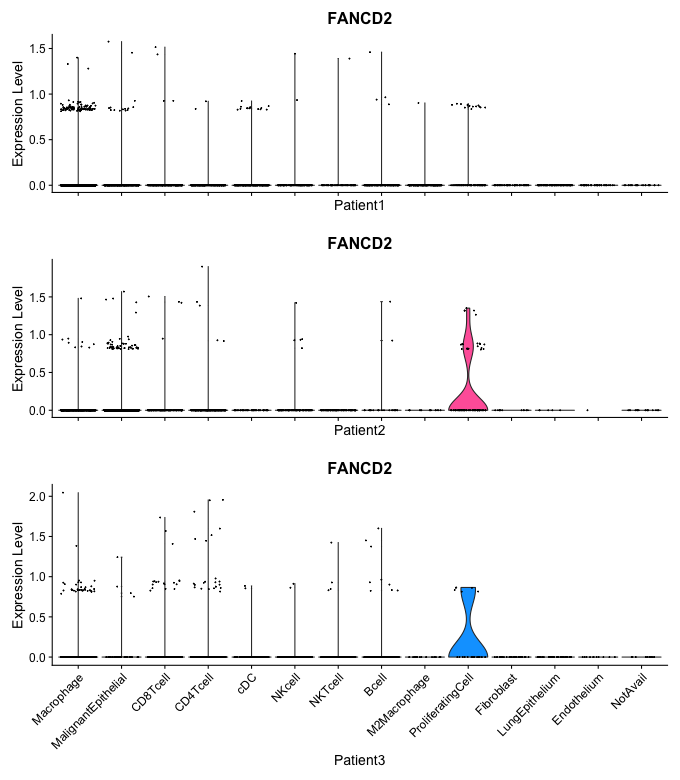 FANCD2
Expression Level
1.5
1.0
0.5
0.0
Patient1
FANCD2
Expression Level
1.5
1.0
0.5
0.0
Patient2
FANCD2
Expression Level
2.0
1.5
1.0
0.5
0.0
Macrophage
MalignantEpithelial
CD8Tcell
CD4Tcell
cDC
NKcell
NKTcell
Bcell
M2Macrophage
ProliferatingCell
Fibroblast
LungEpithelium
Endothelium
NotAvail
Patient3